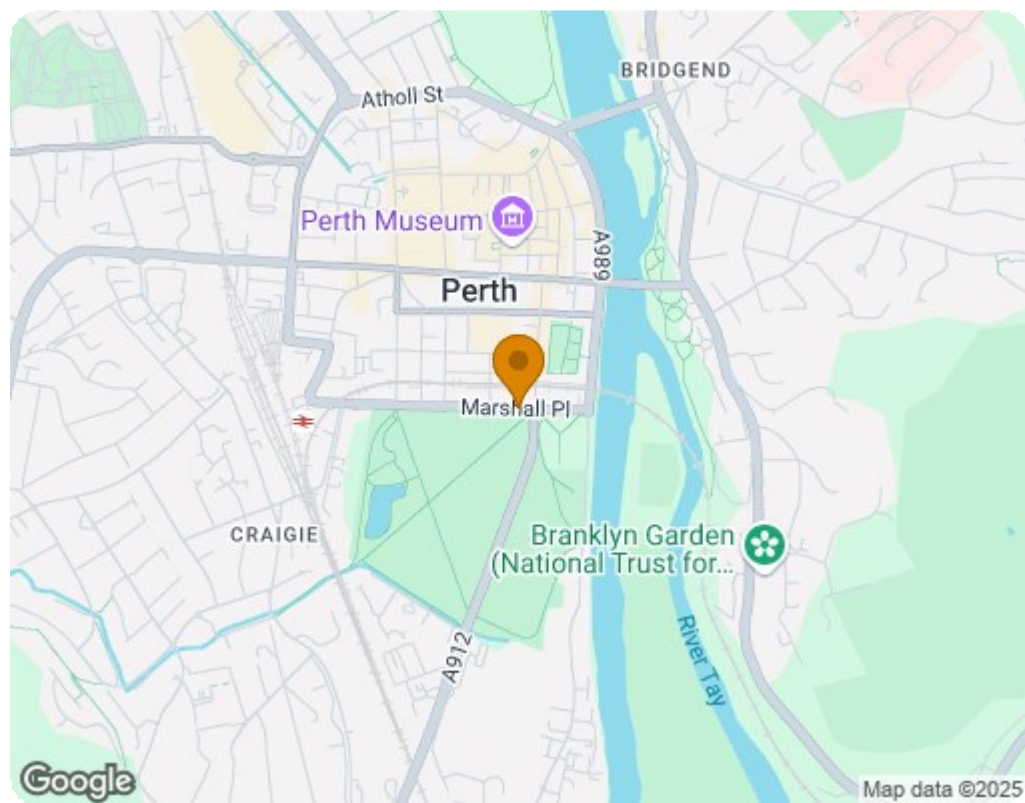 BRIDGEND
Atholl St
Perth Museum
A989
Perth
Marshall Pl
CRAIGIE
Branklyn Garden
(National Trust for...
River Tay
A912
Google
Map data ©2025